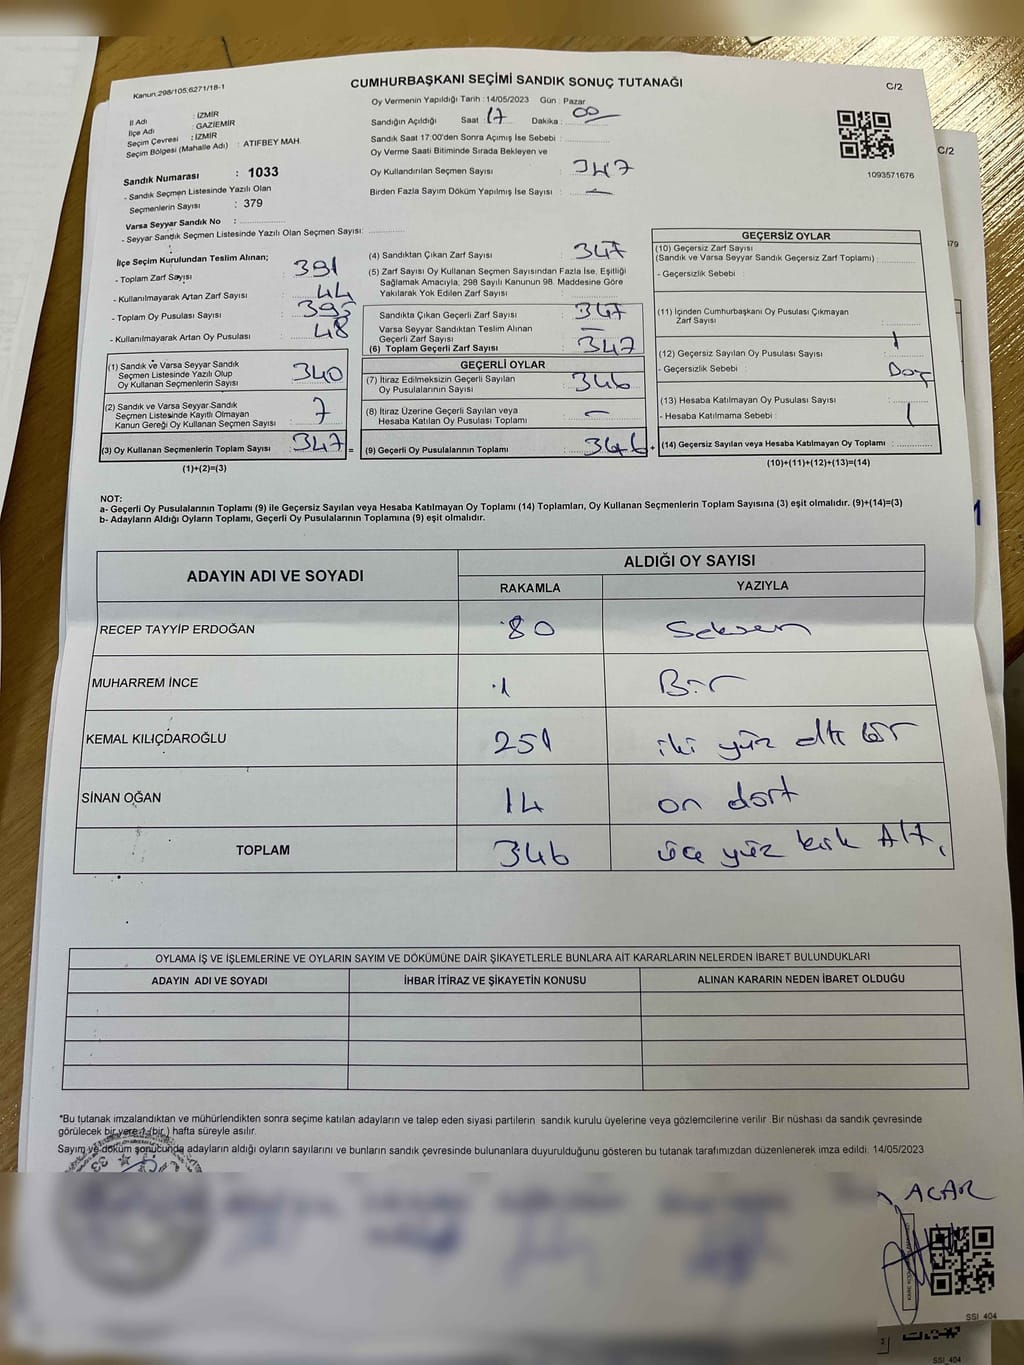 Kanun;298/105;6271/18-1
CUMHURBAŞKANI SEÇİMİ SANDIK SONUÇ TUTANAĞI
C/2
Oy Vermenin Yapıldığı Tarih : 14/05/2023 Gün : Pazar
İl Adı : İZMİR
İlçe Adı : GAZİEMİR
Seçim Çevresi : İZMİR
Seçim Bölgesi (Mahalle Adı) : ATIFBEY MAH.
Sandık Numarası : 1033
- Sandık Seçmen Listesinde Yazılı Olan
Seçmenlerin Sayısı : 379
Varsa Seyyar Sandık No :
- Seyyar Sandık Seçmen Listesinde Yazılı Olan Seçmen Sayısı:
Sandığın Açıldığı Saat : 17 Dakika : 00
Sandık Saat 17:00'den Sonra Açımış İse Sebebi :
Oy Verme Saati Bitiminde Sırada Bekleyen ve
Oy Kullandırılan Seçmen Sayısı : 347
Birden Fazla Sayım Döküm Yapılmış İse Sayısı : —
1093571676
C/2
379
İlçe Seçim Kurulundan Teslim Alınan;
- Toplam Zarf Sayısı : 391
- Kullanılmayarak Artan Zarf Sayısı : 44
- Toplam Oy Pusulası Sayısı : 395
- Kullanılmayarak Artan Oy Pusulası : 48
(1) Sandık ve Varsa Seyyar Sandık
Seçmen Listesinde Yazılı Olup
Oy Kullanan Seçmenlerin Sayısı : 340
(2) Sandık ve Varsa Seyyar Sandık
Seçmen Listesinde Kayıtlı Olmayan
Kanun Gereği Oy Kullanan Seçmen Sayısı : 7
(3) Oy Kullanan Seçmenlerin Toplam Sayısı : 347 =
(1)+(2)=(3)
(4) Sandıktan Çıkan Zarf Sayısı : 347
(5) Zarf Sayısı Oy Kullanan Seçmen Sayısından Fazla İse, Eşitliği
Sağlamak Amacıyla; 298 Sayılı Kanunun 98. Maddesine Göre
Yakılarak Yok Edilen Zarf Sayısı :
Sandıkta Çıkan Geçerli Zarf Sayısı : 347
Varsa Seyyar Sandıktan Teslim Alınan
Geçerli Zarf Sayısı : —
(6) Toplam Geçerli Zarf Sayısı : 347
GEÇERLİ OYLAR
(7) İtiraz Edilmeksizin Geçerli Sayılan
Oy Pusulalarının Sayısı : 346
(8) İtiraz Üzerine Geçerli Sayılan veya
Hesaba Katılan Oy Pusulası Toplamı : —
(9) Geçerli Oy Pusulalarının Toplamı : 346 +
GEÇERSİZ OYLAR
(10) Geçersiz Zarf Sayısı
(Sandık ve Varsa Seyyar Sandık Geçersiz Zarf Toplamı) :
- Geçersizlik Sebebi :
(11) İçinden Cumhurbaşkanı Oy Pusulası Çıkmayan
Zarf Sayısı :
(12) Geçersiz Sayılan Oy Pusulası Sayısı : 1
- Geçersizlik Sebebi : Boş
(13) Hesaba Katılmayan Oy Pusulası Sayısı :
- Hesaba Katılmama Sebebi : 1
(14) Geçersiz Sayılan veya Hesaba Katılmayan Oy Toplamı :
(10)+(11)+(12)+(13)=(14)
NOT:
a- Geçerli Oy Pusulalarının Toplamı (9) ile Geçersiz Sayılan veya Hesaba Katılmayan Oy Toplamı (14) Toplamları, Oy Kullanan Seçmenlerin Toplam Sayısına (3) eşit olmalıdır. (9)+(14)=(3)
b- Adayların Aldığı Oyların Toplamı, Geçerli Oy Pusulalarının Toplamına (9) eşit olmalıdır.
ADAYIN ADI VE SOYADI
ALDIĞI OY SAYISI
RAKAMLA YAZIYLA
RECEP TAYYİP ERDOĞAN 80 Seksen
MUHARREM İNCE 1 Bir
KEMAL KILIÇDAROĞLU 251 iki yüz elli bir
SİNAN OĞAN 14 on dört
TOPLAM 346 üç yüz kırk Altı
OYLAMA İŞ VE İŞLEMLERİNE VE OYLARIN SAYIM VE DÖKÜMÜNE DAİR ŞİKAYETLERLE BUNLARA AİT KARARLARIN NELERDEN İBARET BULUNDUKLARI
ADAYIN ADI VE SOYADI İHBAR İTİRAZ VE ŞİKAYETİN KONUSU ALINAN KARARIN NEDEN İBARET OLDUĞU
*Bu tutanak imzalandıktan ve mühürlendikten sonra seçime katılan adayların ve talep eden siyasi partilerin sandık kurulu üyelerine veya gözlemcilerine verilir. Bir nüshası da sandık çevresinde
görülecek bir yere 1 (bir ) hafta süreyle asılır.
Sayım ve döküm sonucunda adayların aldığı oyların sayılarını ve bunların sandık çevresinde bulunanlara duyurulduğunu gösteren bu tutanak tarafımızdan düzenlenerek imza edildi. 14/05/2023
ACAR
SSI_404
SSI 404